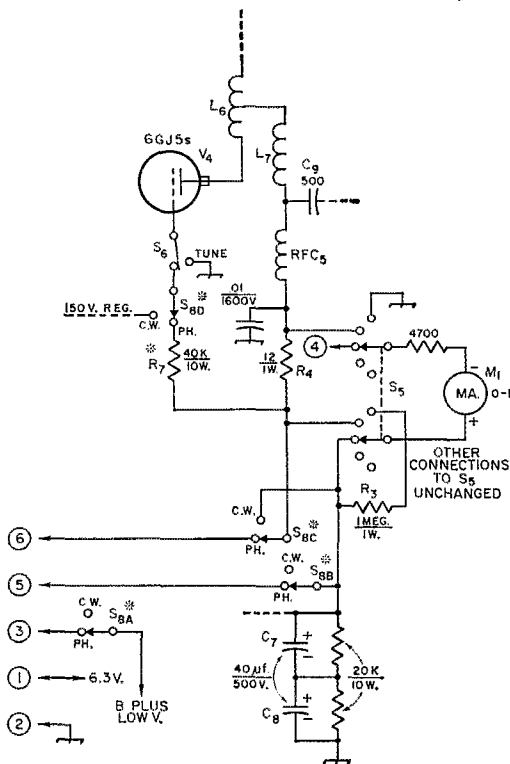 L6
6GJ5s
V4
L7
C9
500
RFC5
S6
TUNE
.01
1600V
S8D*
150V. REG.
C.W.
PH.
*
R7
40K
10W.
12
1W.
R4
4
4700
-
M1
MA.
0-1
+
S5
OTHER
CONNECTIONS
TO S5
UNCHANGED
R3
1MEG.
1W.
C.W.
6
PH.
S8C*
C.W.
5
PH.
S8B*
C.W.
S8A*
3
PH.
1
6.3V.
B PLUS
LOW V.
2
C7
+
-
40µf
500V.
20K
10W.
C8
+
-